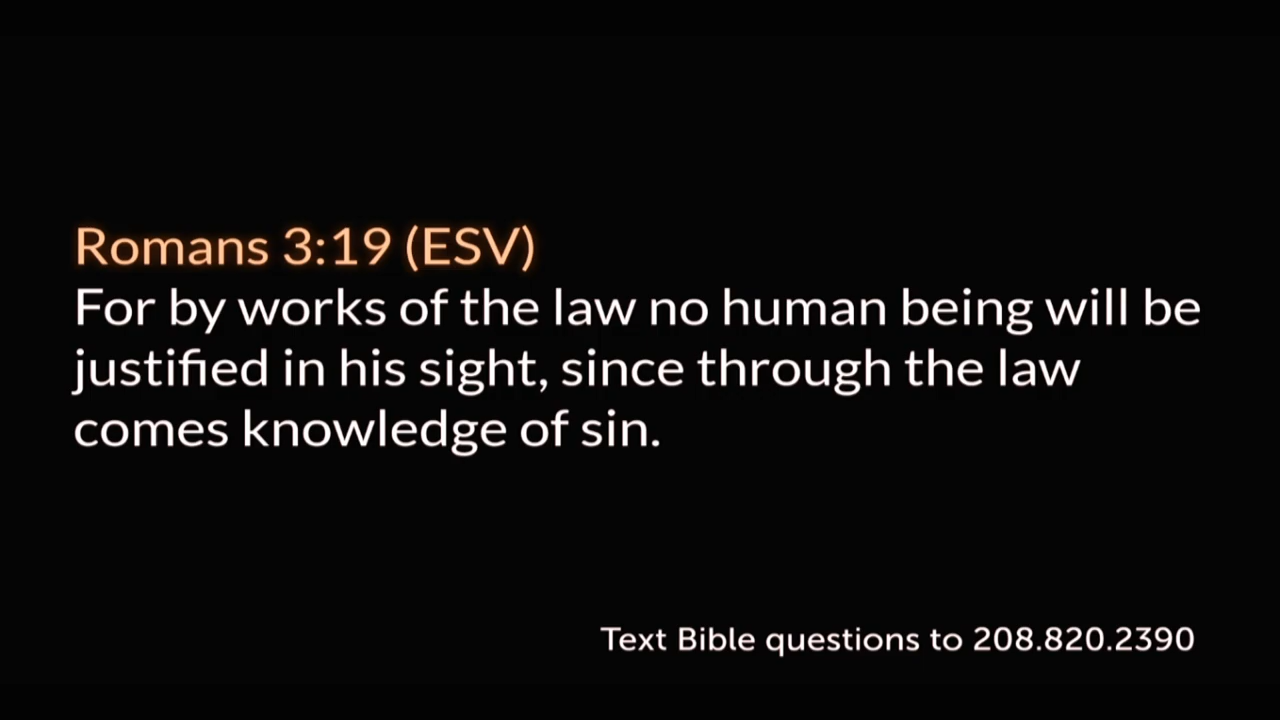 Romans 3:19 (ESV)
For by works of the law no human being will be
justified in his sight, since through the law
comes knowledge of sin.
Text Bible questions to 208.820.2390